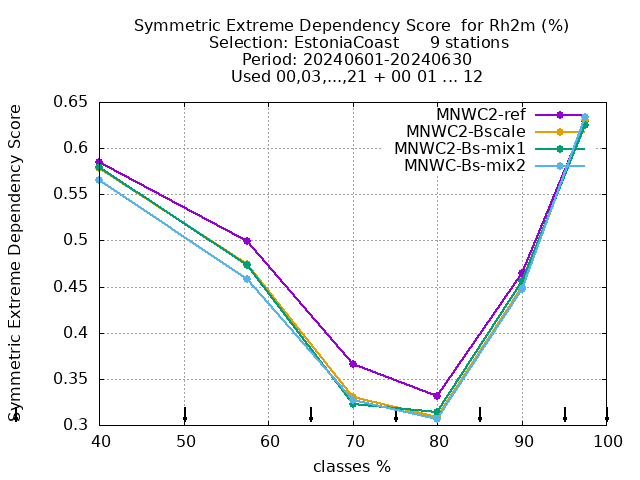 Symmetric Extreme Dependency Score  for Rh2m (%)
Selection: EstoniaCoast      9 stations
Period: 20240601-20240630
Used 00,03,...,21 + 00 01 ... 12
Symmetric Extreme Dependency Score
0.65
0.6
0.55
0.5
0.45
0.4
0.35
0.3
MNWC2-ref
MNWC2-Bscale
MNWC2-Bs-mix1
MNWC-Bs-mix2
40 50 60 70 80 90 100
classes %